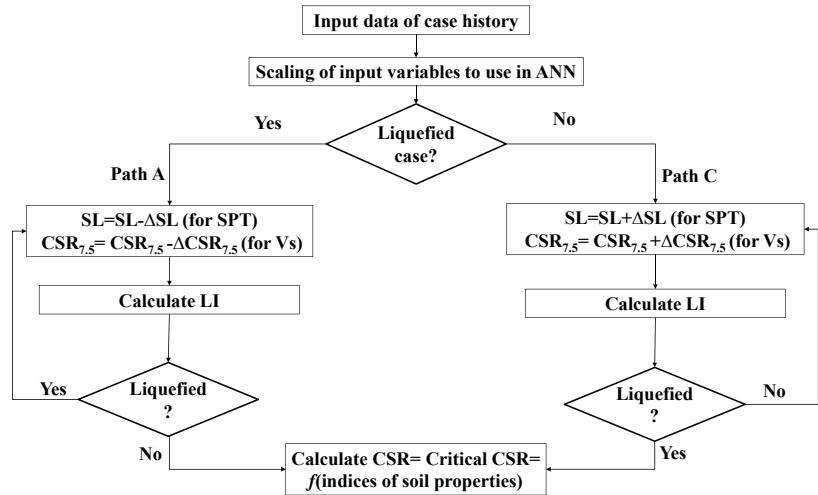 Input data of case history
Scaling of input variables to use in ANN
Yes
Liquefied
case?
No
Path A
Path C
SL=SL-ΔSL (for SPT)
CSR7.5= CSR7.5-ΔCSR7.5 (for Vs)
SL=SL+ΔSL (for SPT)
CSR7.5= CSR7.5+ΔCSR7.5 (for Vs)
Calculate LI
Calculate LI
Yes
Liquefied
?
Liquefied
?
No
No
Yes
Calculate CSR= Critical CSR=
f(indices of soil properties)